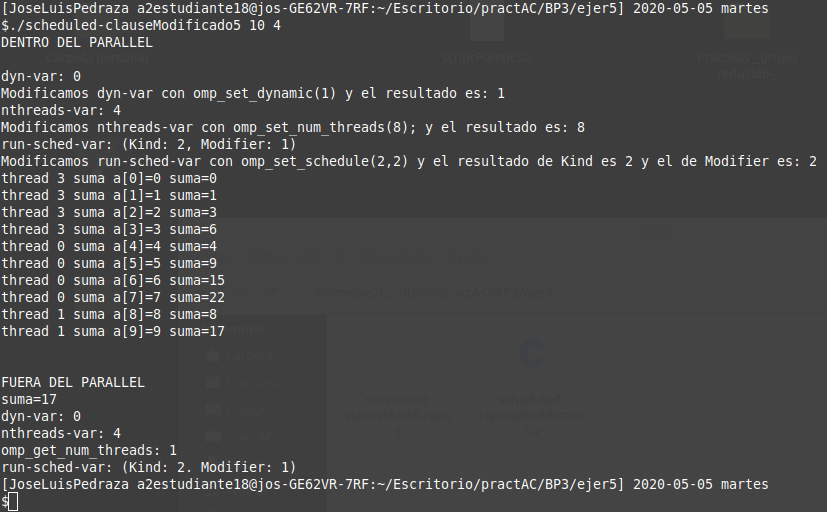 [JoseLuisPedraza a2estudiante18@jos-GE62VR-7RF:~/Escritorio/practAC/BP3/ejer5] 2020-05-05 martes
$./scheduled-clauseModificado5 10 4
DENTRO DEL PARALLEL
dyn-var: 0
Modificamos dyn-var con omp_set_dynamic(1) y el resultado es: 1
nthreads-var: 4
Modificamos nthreads-var con omp_set_num_threads(8); y el resultado es: 8
run-sched-var: (Kind: 2, Modifier: 1)
Modificamos run-sched-var con omp_set_schedule(2,2) y el resultado de Kind es 2 y el de Modifier es: 2
thread 3 suma a[0]=0 suma=0
thread 3 suma a[1]=1 suma=1
thread 3 suma a[2]=2 suma=3
thread 3 suma a[3]=3 suma=6
thread 0 suma a[4]=4 suma=4
thread 0 suma a[5]=5 suma=9
thread 0 suma a[6]=6 suma=15
thread 0 suma a[7]=7 suma=22
thread 1 suma a[8]=8 suma=8
thread 1 suma a[9]=9 suma=17
FUERA DEL PARALLEL
suma=17
dyn-var: 0
nthreads-var: 4
omp_get_num_threads: 1
run-sched-var: (Kind: 2. Modifier: 1)
[JoseLuisPedraza a2estudiante18@jos-GE62VR-7RF:~/Escritorio/practAC/BP3/ejer5] 2020-05-05 martes
$